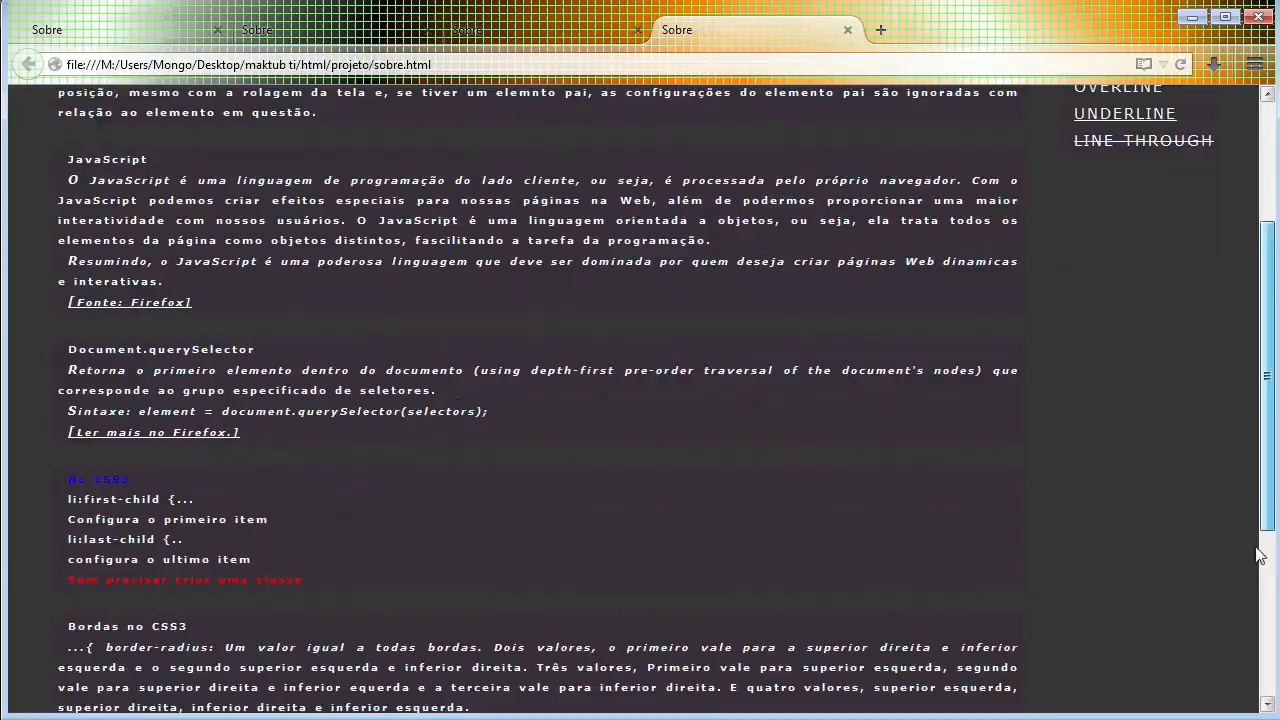 Sobre
Sobre
Sobre
Sobre
file:///M:/Users/Mongo/Desktop/maktub ti/html/projeto/sobre.html
posição, mesmo com a rolagem da tela e, se tiver um elemnto pai, as configurações do elemento pai são ignoradas com
relação ao elemento em questão.
OVERLINE
UNDERLINE
LINE THROUGH
JavaScript
O JavaScript é uma linguagem de programação do lado cliente, ou seja, é processada pelo próprio navegador. Com o
JavaScript podemos criar efeitos especiais para nossas páginas na Web, além de podermos proporcionar uma maior
interatividade com nossos usuários. O JavaScript é uma linguagem orientada a objetos, ou seja, ela trata todos os
elementos da página como objetos distintos, fascilitando a tarefa da programação.
Resumindo, o JavaScript é uma poderosa linguagem que deve ser dominada por quem deseja criar páginas Web dinamicas
e interativas.
[Fonte: Firefox]
Document.querySelector
Retorna o primeiro elemento dentro do documento (using depth-first pre-order traversal of the document's nodes) que
corresponde ao grupo especificado de seletores.
Sintaxe: element = document.querySelector(selectors);
[Ler mais no Firefox.]
No CSS3
li:first-child {...
Configura o primeiro item
li:last-child {..
configura o ultimo item
Sem precisar criar uma classe
Bordas no CSS3
...{ border-radius: Um valor igual a todas bordas. Dois valores, o primeiro vale para a superior direita e inferior
esquerda e o segundo superior esquerda e inferior direita. Três valores, Primeiro vale para superior esquerda, segundo
vale para superior direita e inferior equerda e a terceira vale para inferior direita. E quatro valores, superior esquerda,
superior direita, inferior direita e inferior esquerda.